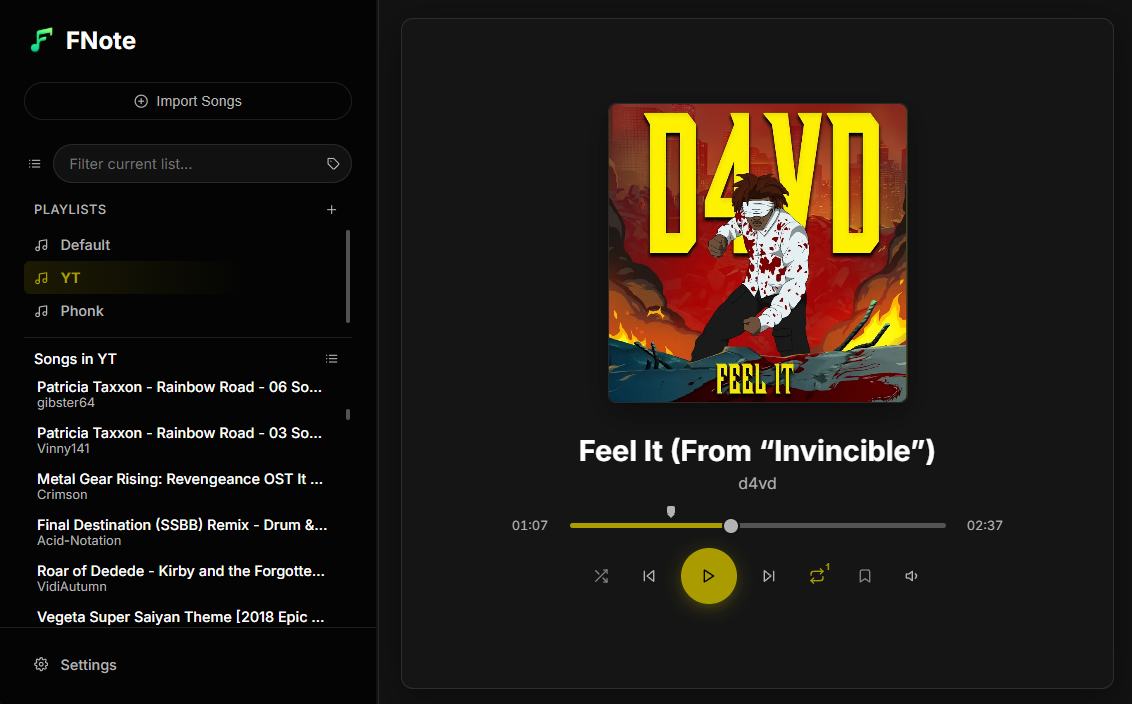 FNote
Import Songs
Filter current list...
PLAYLISTS
Default
YT
Phonk
Songs in YT
Patricia Taxxon - Rainbow Road - 06 So...
gibster64
Patricia Taxxon - Rainbow Road - 03 So...
Vinny141
Metal Gear Rising: Revengeance OST It ...
Crimson
Final Destination (SSBB) Remix - Drum &...
Acid-Notation
Roar of Dedede - Kirby and the Forgotte...
VidiAutumn
Vegeta Super Saiyan Theme [2018 Epic ...
Settings
D4VD
FEEL IT
Feel It (From “Invincible”)
d4vd
01:07
02:37
1